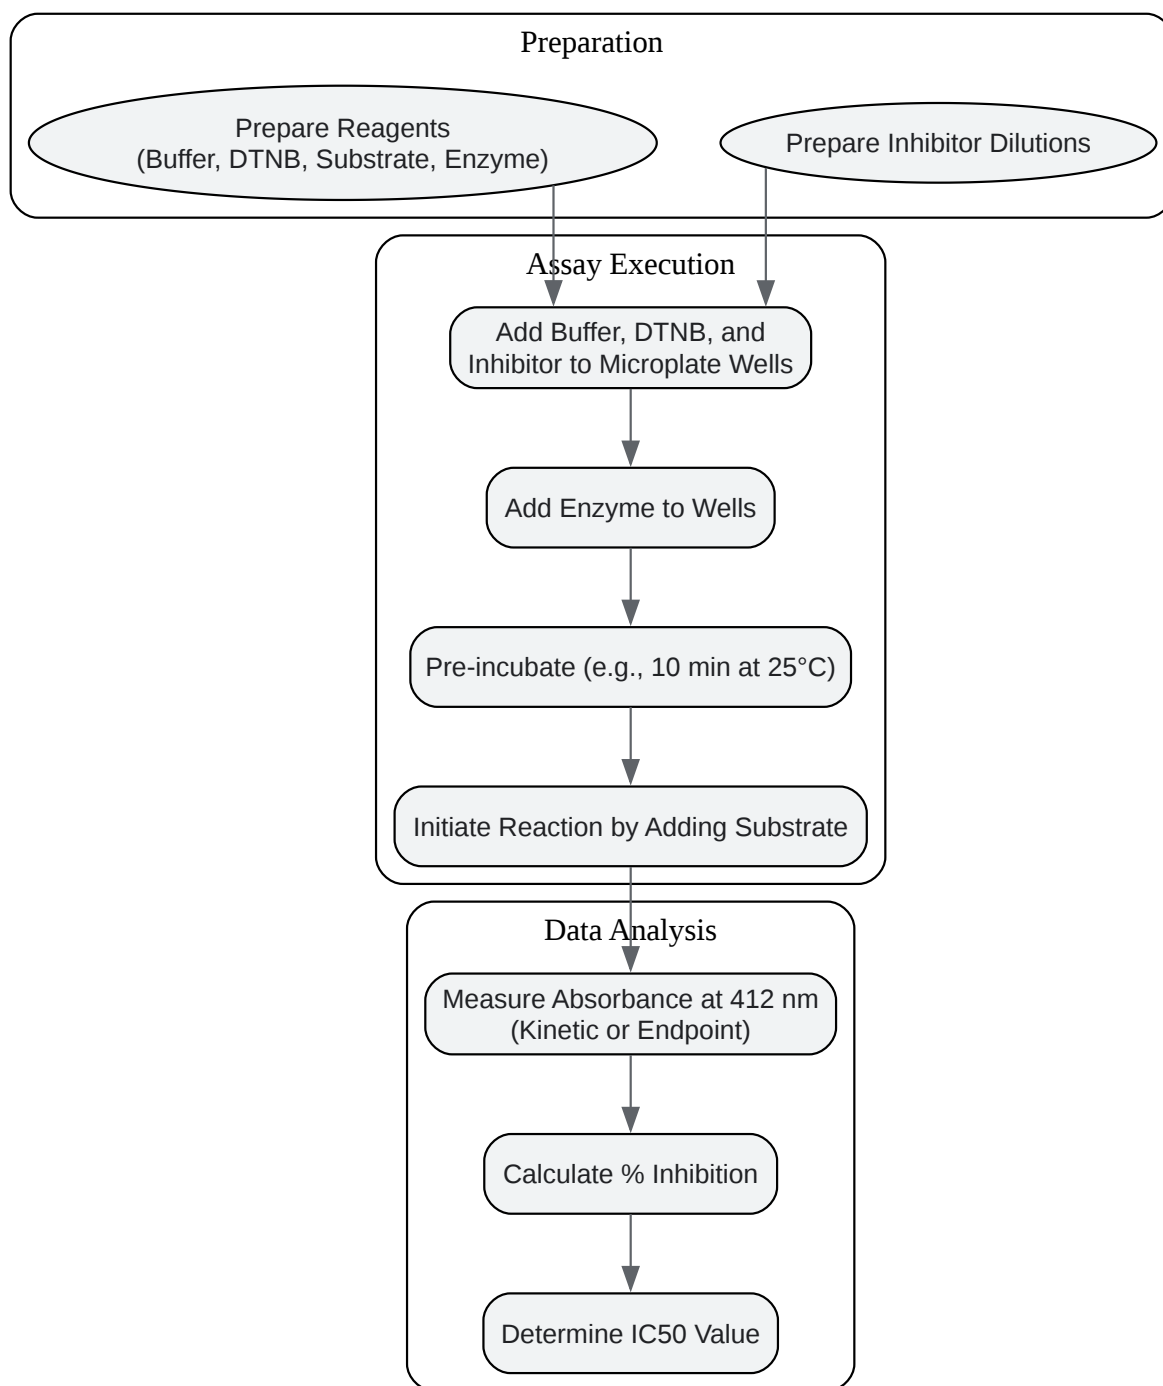 Preparation
Prepare Reagents
(Buffer, DTNB, Substrate, Enzyme)
Prepare Inhibitor Dilutions
Assay Execution
Add Buffer, DTNB, and
Inhibitor to Microplate Wells
Add Enzyme to Wells
Pre-incubate (e.g., 10 min at 25°C)
Initiate Reaction by Adding Substrate
Data Analysis
Measure Absorbance at 412 nm
(Kinetic or Endpoint)
Calculate % Inhibition
Determine IC50 Value